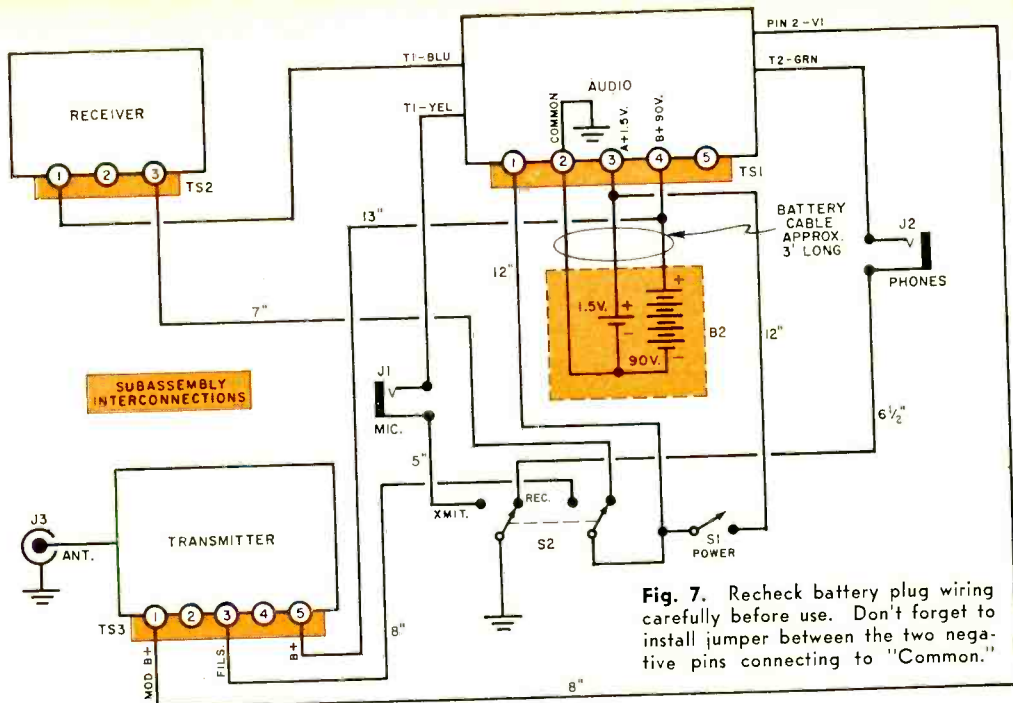 PIN 2-V1
T1-BLU
T2-GRN
RECEIVER
AUDIO
T1-YEL
COMMON
A+1.5V.
B+90V.
1 2 3
TS2
1 2 3 4 5
TS1
13"
BATTERY
CABLE
APPROX.
3' LONG
J2
PHONES
12"
7"
1.5V.
+
-
+
-
B2
90V.
12"
SUBASSEMBLY
INTERCONNECTIONS
J1
MIC.
6 1/2"
5"
XMIT.
REC.
S2
S1
POWER
J3
ANT.
TRANSMITTER
1 2 3 4 5
TS3
MOD B+
FILS.
B+
8"
8"
Fig. 7. Recheck battery plug wiring
carefully before use. Don't forget to
install jumper between the two nega-
tive pins connecting to "Common."